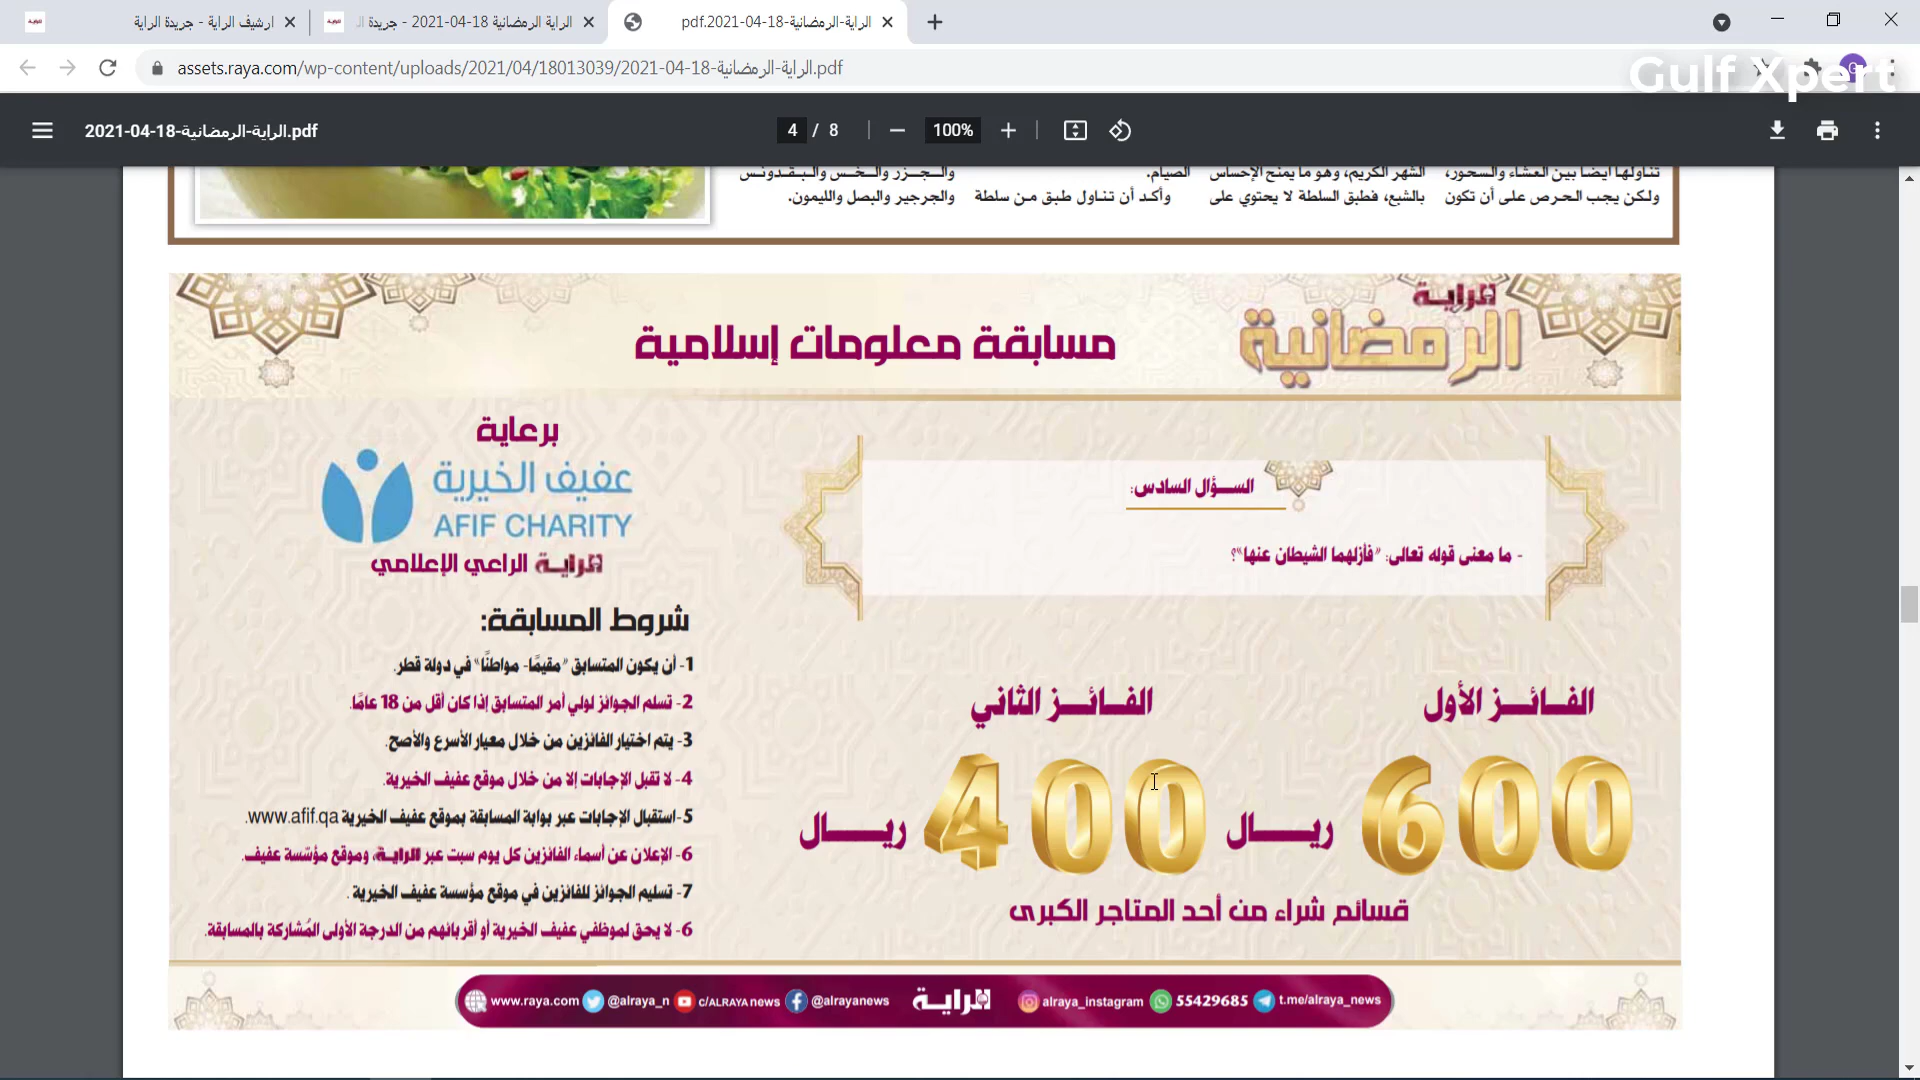 ارشيف الراية - جريدة الراية
الراية الرمضانية 18-04-2021 - جريدة الـ
الراية-الرمضانية-18-04-2021.pdf
assets.raya.com/wp-content/uploads/2021/04/18013039/2021-04-18-الراية-الرمضانية.pdf
Gulf Xpert
2021-04-18-الراية-الرمضانية.pdf
4 / 8
100%
تناولها أيضا بين العشاء والسحور،
ولكن يجب الحرص على أن تكون
الشهر الكريم، وهو ما يمنح الإحساس
بالشبع، فطبق السلطة لا يحتوي على
الصيام.
وأكد أن تناول طبق من سلطة
والجزر والخس والبقدونس
والجرجير والبصل والليمون.
الراية
الرمضانية
مسابقة معلومات إسلامية
السؤال السادس:
- ما معنى قوله تعالى: "فأزلهما الشيطان عنها"؟
الفائز الأول
600 ريال
الفائز الثاني
400 ريال
قسائم شراء من أحد المتاجر الكبرى
برعاية
عفيف الخيرية
AFIF CHARITY
الراية الراعي الإعلامي
شروط المسابقة:
1- أن يكون المتسابق "مقيمًا- مواطنًا" في دولة قطر.
2- تسلم الجوائز لولي أمر المتسابق إذا كان أقل من 18 عامًا.
3- يتم اختيار الفائزين من خلال معيار الأسرع والأصح.
4- لا تقبل الإجابات إلا من خلال موقع عفيف الخيرية.
5-استقبال الإجابات عبر بوابة المسابقة بموقع عفيف الخيرية www.afif.qa.
6- الإعلان عن أسماء الفائزين كل يوم سبت عبر الراية، وموقع مؤسّسة عفيف.
7- تسليم الجوائز للفائزين في موقع مؤسسة عفيف الخيرية .
6- لا يحق لموظفي عفيف الخيرية أو أقربائهم من الدرجة الأولى المُشاركة بالمسابقة.
www.raya.com @alraya_n c/ALRAYAnews @alrayanews الراية alraya_instagram 55429685 t.me/alraya_news